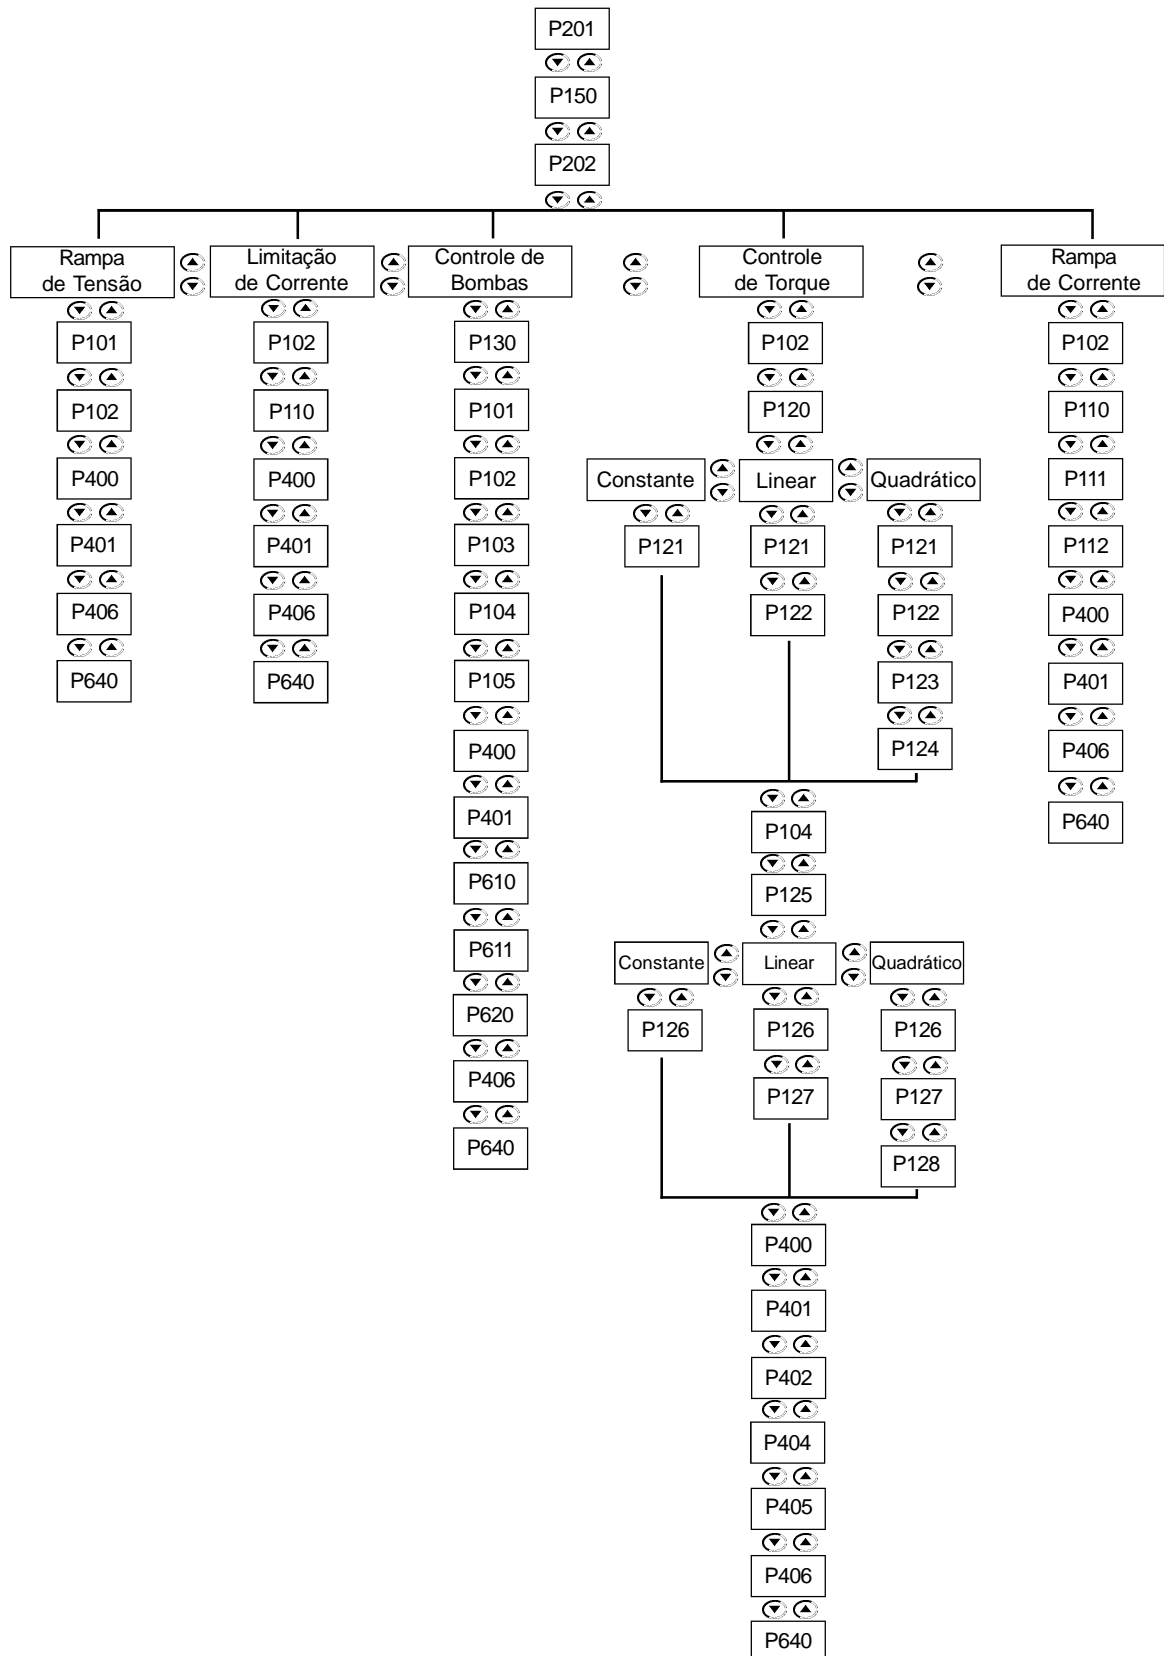 P201
P150
P202
Rampa
de Tensão
Limitação
de Corrente
Controle de
Bombas
Controle
de Torque
Rampa
de Corrente
P101
P102
P400
P401
P406
P640
P102
P110
P400
P401
P406
P640
P130
P101
P102
P103
P104
P105
P400
P401
P610
P611
P620
P406
P640
P102
P120
Constante
Linear
Quadrático
P121
P121
P122
P121
P122
P123
P124
P104
P125
Constante
Linear
Quadrático
P126
P126
P127
P126
P127
P128
P400
P401
P402
P404
P405
P406
P640
P102
P110
P111
P112
P400
P401
P406
P640